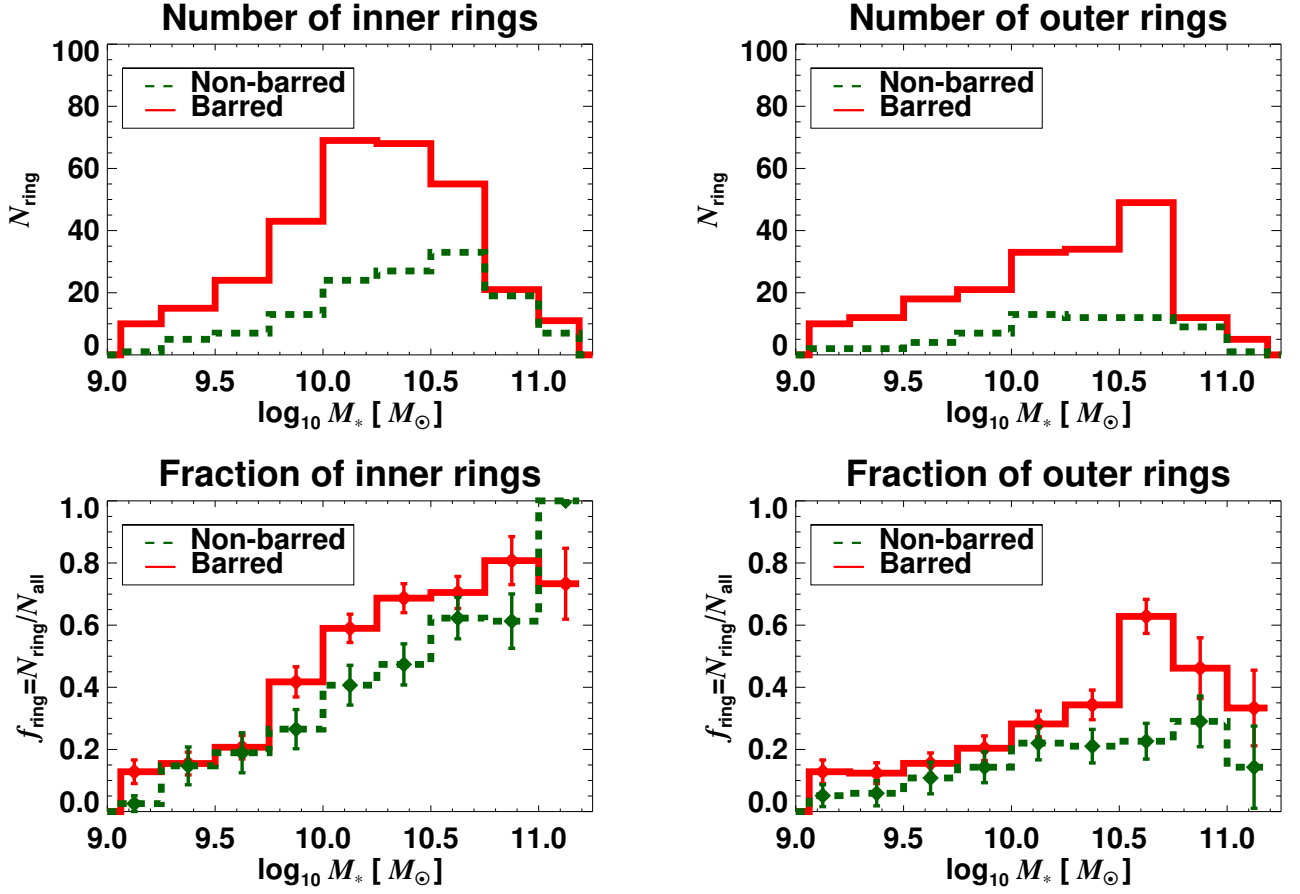 Number of inner rings
100
80
60
40
20
0
N_ring
Non-barred
Barred
9.0 9.5 10.0 10.5 11.0
log₁₀ M* [ M⊙]
Number of outer rings
100
80
60
40
20
0
N_ring
Non-barred
Barred
9.0 9.5 10.0 10.5 11.0
log₁₀ M* [ M⊙]
Fraction of inner rings
1.0
0.8
0.6
0.4
0.2
0.0
f_ring=N_ring/N_all
Non-barred
Barred
9.0 9.5 10.0 10.5 11.0
log₁₀ M* [ M⊙]
Fraction of outer rings
1.0
0.8
0.6
0.4
0.2
0.0
f_ring=N_ring/N_all
Non-barred
Barred
9.0 9.5 10.0 10.5 11.0
log₁₀ M* [ M⊙]